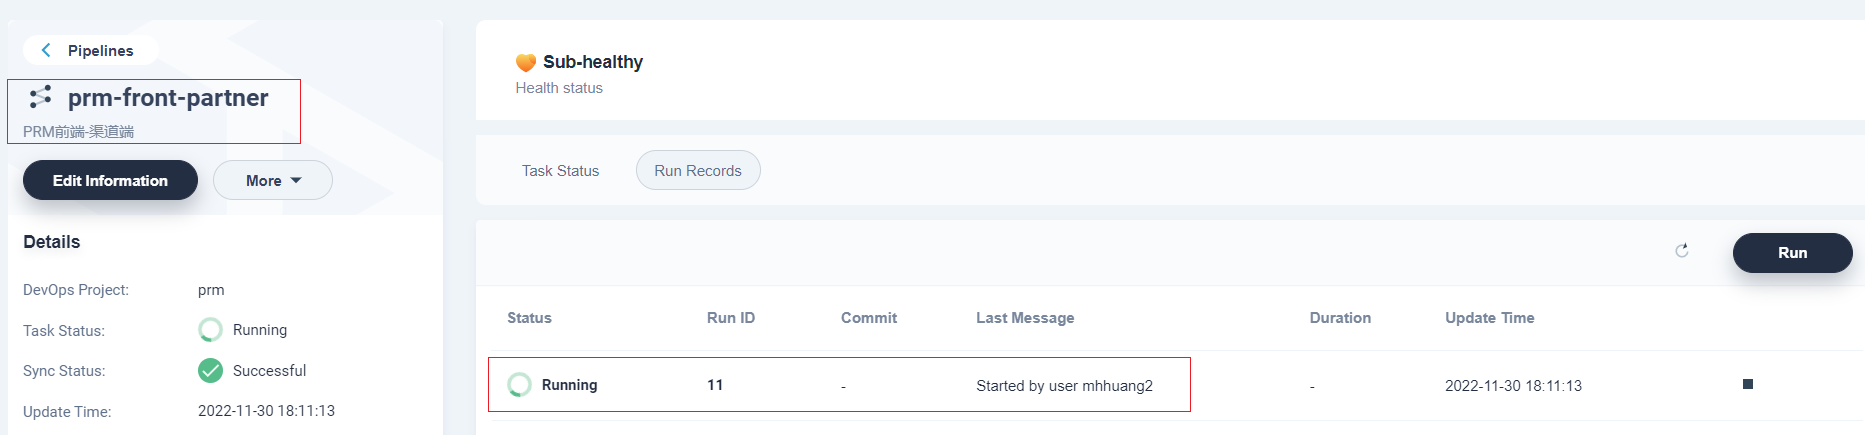 Pipelines
prm-front-partner
PRM前端-渠道端
Edit Information
More
Details
DevOps Project: prm
Task Status: Running
Sync Status: Successful
Update Time: 2022-11-30 18:11:13
Sub-healthy
Health status
Task Status Run Records
Run
Status Run ID Commit Last Message Duration Update Time
Running 11 - Started by user mhhuang2 - 2022-11-30 18:11:13